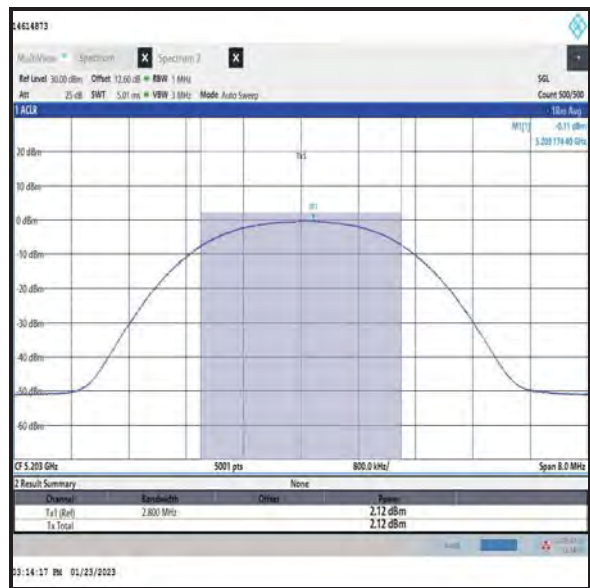 14614873
MultiView Spectrum X Spectrum 2 X
Ref Level 30.00 dBm Offset 12.60 dB RBW 1 MHz SGL
Att 25 dB SWT 5.01 ms VBW 3 MHz Mode Auto Sweep Count 500/500
1 ACLR 1Rm Avg
M1[1] -0.11 dBm
5.203 174 40 GHz
20 dBm
Tx1
10 dBm
M1
0 dBm
-10 dBm
-20 dBm
-30 dBm
-40 dBm
-50 dBm
-60 dBm
CF 5.203 GHz 5001 pts 800.0 kHz/ Span 8.0 MHz
2 Result Summary None
Channel Bandwidth Offset Power
Tx1 (Ref) 2.800 MHz 2.12 dBm
Tx Total 2.12 dBm
03:14:17 PM 01/23/2023